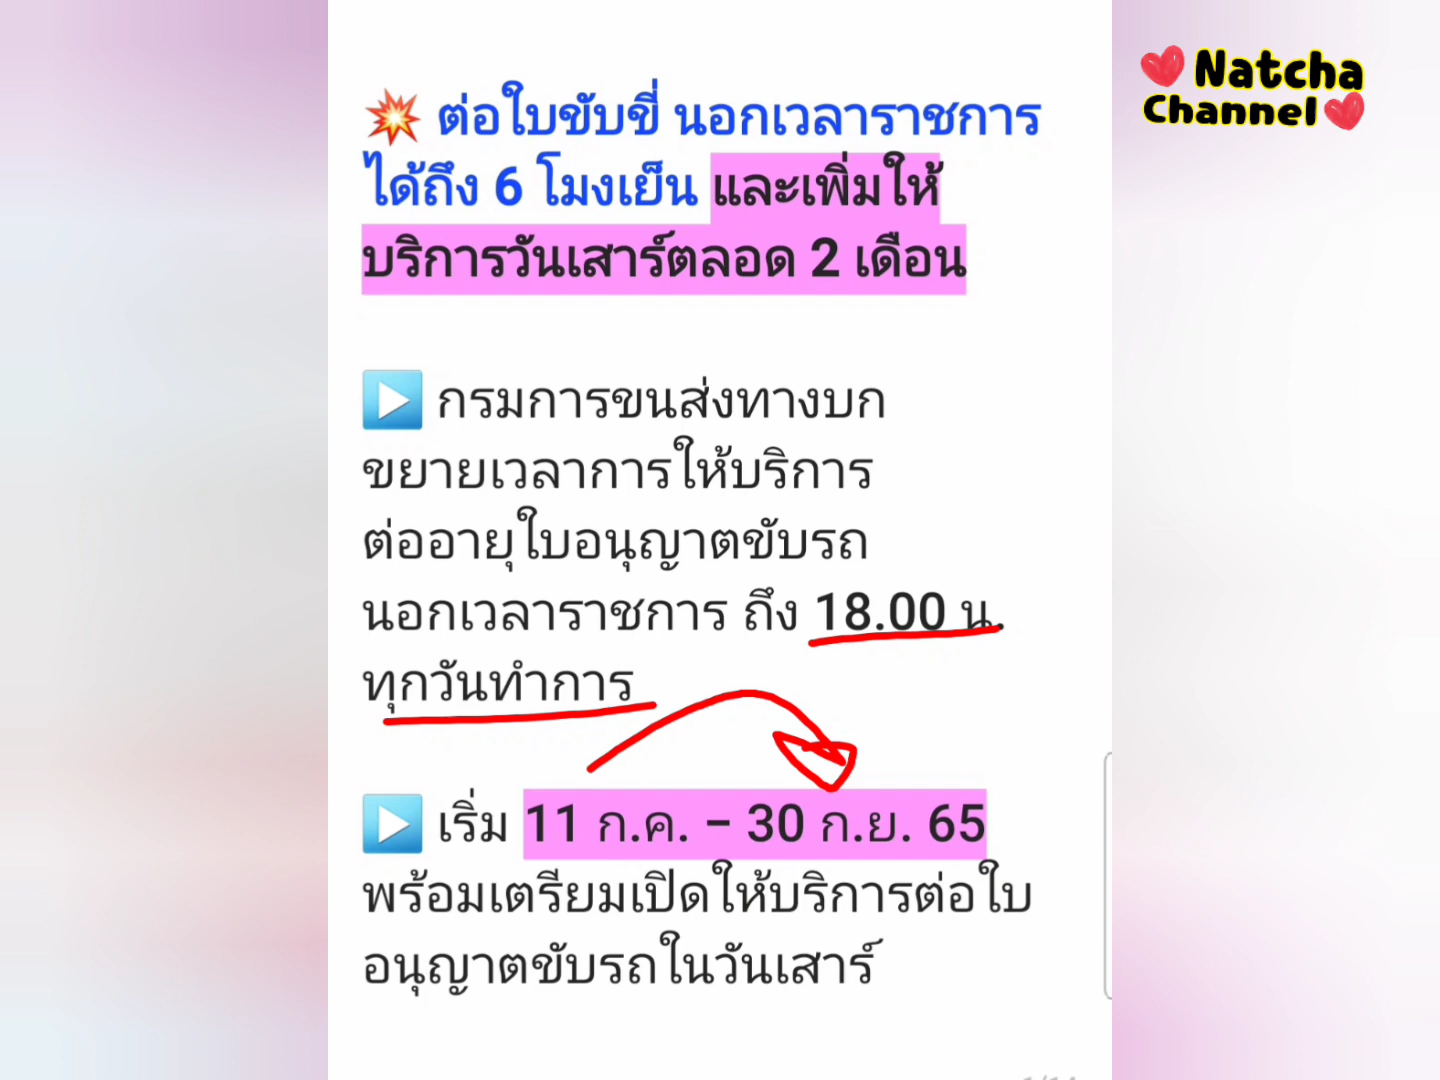 Natcha
Channel
💥 ต่อใบขับขี่ นอกเวลาราชการ
ได้ถึง 6 โมงเย็น และเพิ่มให้
บริการวันเสาร์ตลอด 2 เดือน
▶️ กรมการขนส่งทางบก
ขยายเวลาการให้บริการ
ต่ออายุใบอนุญาตขับรถ
นอกเวลาราชการ ถึง 18.00 น.
ทุกวันทำการ
▶️ เริ่ม 11 ก.ค. – 30 ก.ย. 65
พร้อมเตรียมเปิดให้บริการต่อใบ
อนุญาตขับรถในวันเสาร์